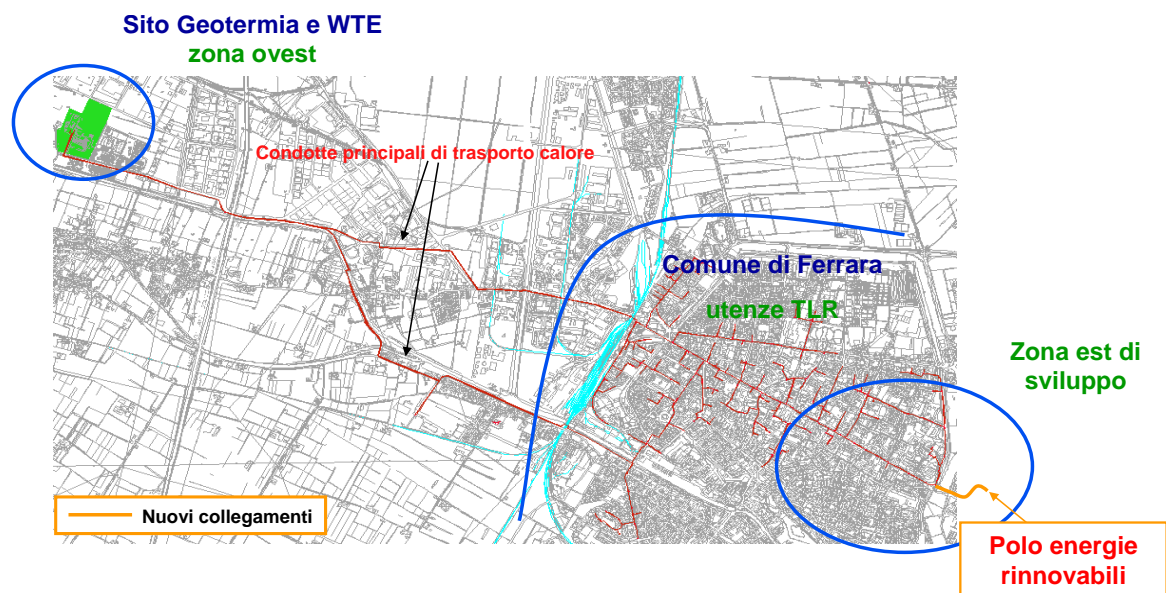 Sito Geotermia e WTE
zona ovest
Condotte principali di trasporto calore
Comune di Ferrara
utenze TLR
Zona est di
sviluppo
Nuovi collegamenti
Polo energie
rinnovabili